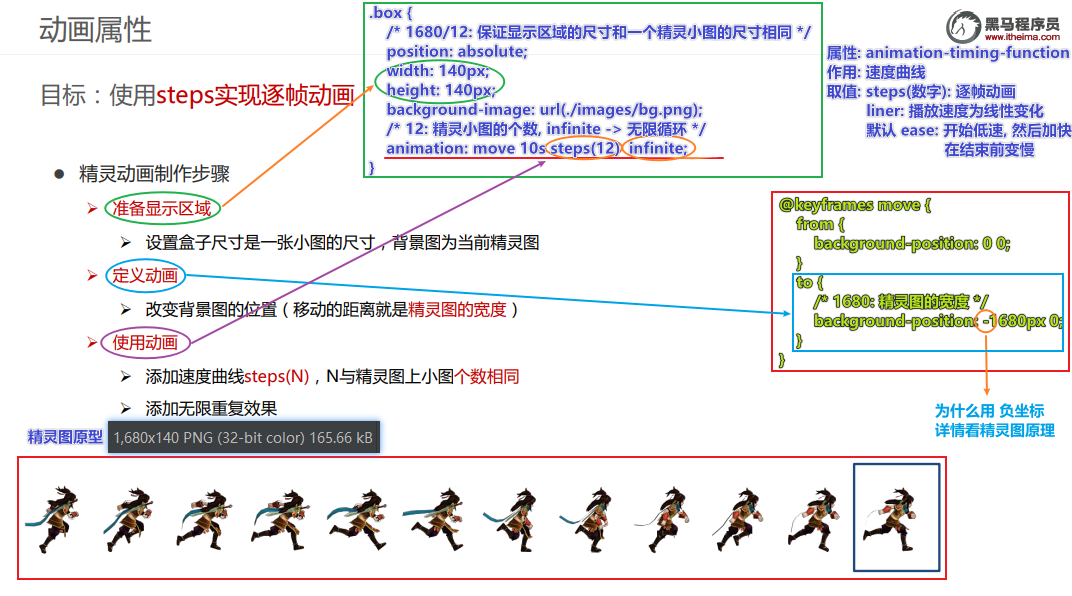 动画属性
目标：使用steps实现逐帧动画
精灵动画制作步骤
准备显示区域
设置盒子尺寸是一张小图的尺寸，背景图为当前精灵图
定义动画
改变背景图的位置（移动的距离就是精灵图的宽度）
使用动画
添加速度曲线steps(N)，N与精灵图上小图个数相同
添加无限重复效果
.box {
/* 1680/12: 保证显示区域的尺寸和一个精灵小图的尺寸相同 */
position: absolute;
width: 140px;
height: 140px;
background-image: url(./images/bg.png);
/* 12: 精灵小图的个数, infinite -> 无限循环 */
animation: move 10s steps(12) infinite;
}
黑马程序员
www.itheima.com
属性: animation-timing-function
作用: 速度曲线
取值: steps(数字): 逐帧动画
liner: 播放速度为线性变化
默认 ease: 开始低速, 然后加快
在结束前变慢
@keyframes move {
from {
background-position: 0 0;
}
to {
/* 1680: 精灵图的宽度 */
background-position: -1680px 0;
}
}
为什么用 负坐标
详情看精灵图原理
精灵图原型
1,680x140 PNG (32-bit color) 165.66 kB